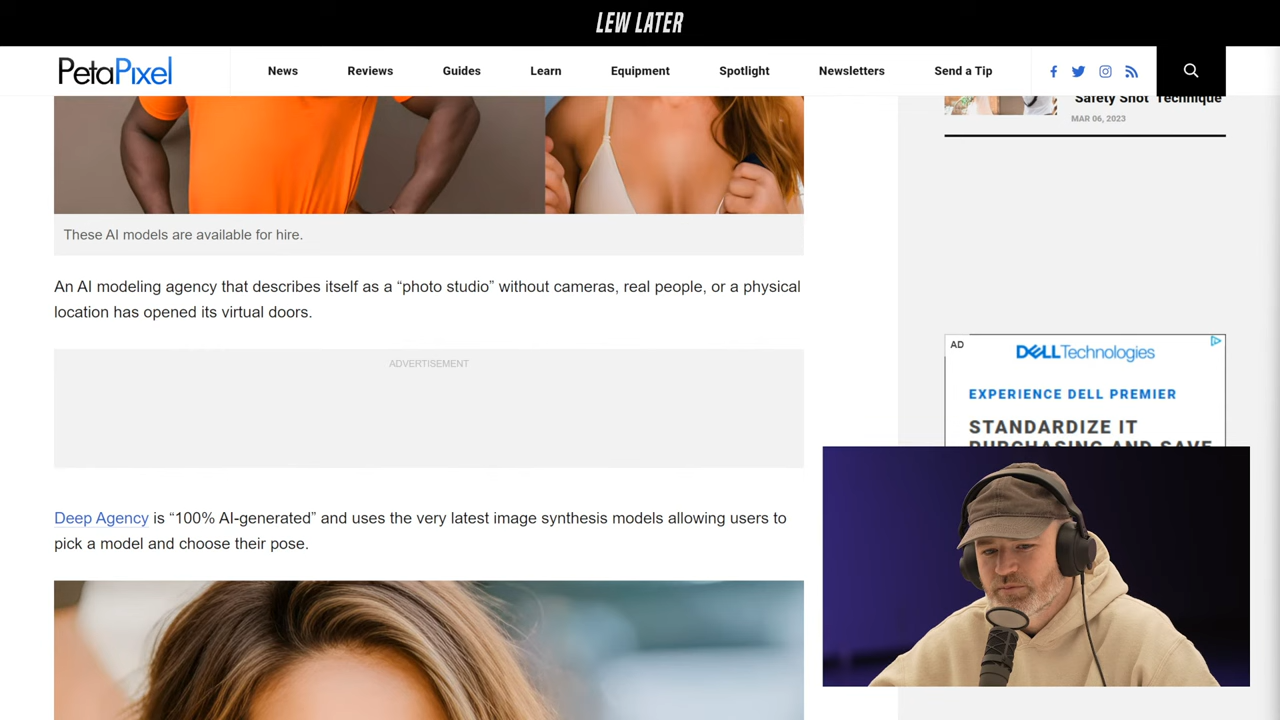 LEW LATER
PetaPixel
News
Reviews
Guides
Learn
Equipment
Spotlight
Newsletters
Send a Tip
"Safety Shot" Technique
MAR 06, 2023
These AI models are available for hire.
An AI modeling agency that describes itself as a “photo studio” without cameras, real people, or a physical
location has opened its virtual doors.
ADVERTISEMENT
AD
DELL Technologies
EXPERIENCE DELL PREMIER
STANDARDIZE IT
PURCHASING AND SAVE
Deep Agency is “100% AI-generated” and uses the very latest image synthesis models allowing users to
pick a model and choose their pose.